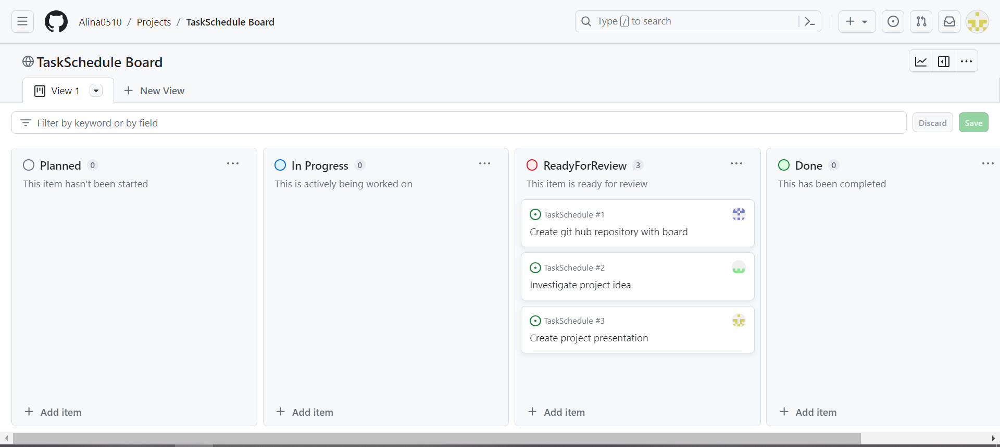 Alina0510 / Projects / TaskSchedule Board
Type / to search
TaskSchedule Board
View 1
New View
Filter by keyword or by field
Discard
Save
Planned 0
This item hasn't been started
Add item
In Progress 0
This is actively being worked on
Add item
ReadyForReview 3
This item is ready for review
TaskSchedule #1
Create git hub repository with board
TaskSchedule #2
Investigate project idea
TaskSchedule #3
Create project presentation
Add item
Done 0
This has been completed
Add item